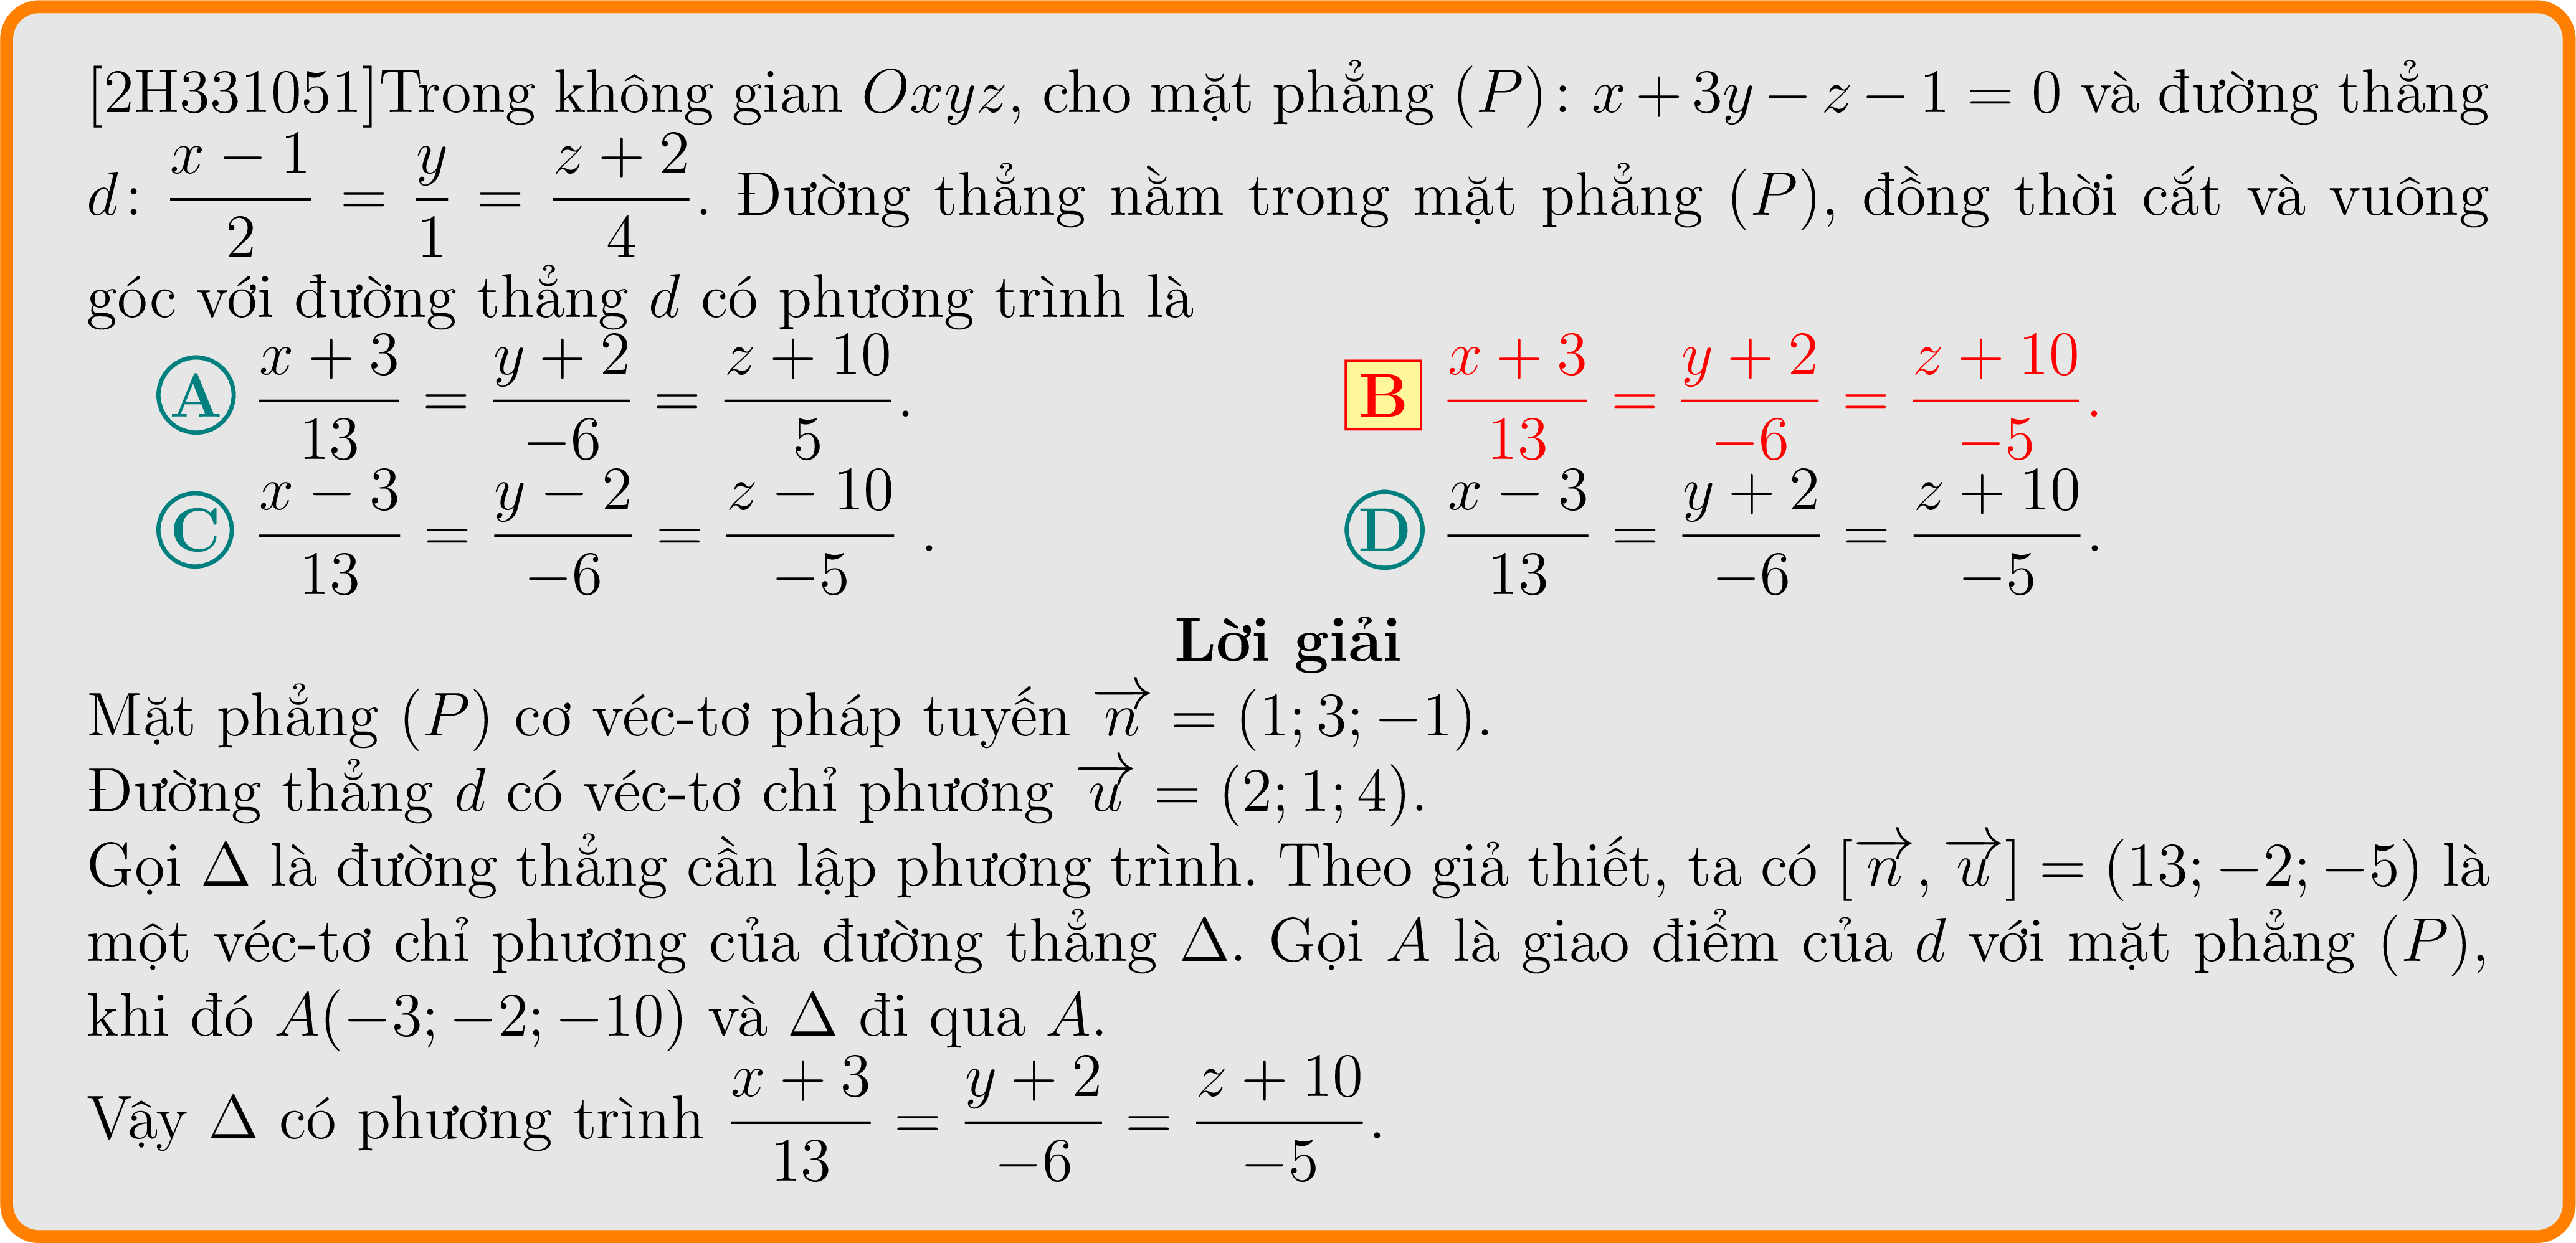 [2H331051]Trong không gian Oxyz, cho mặt phẳng (P): x + 3y − z − 1 = 0 và đường thẳng
d: \frac{x − 1}{2} = \frac{y}{1} = \frac{z + 2}{4}. Đường thẳng nằm trong mặt phẳng (P), đồng thời cắt và vuông
góc với đường thẳng d có phương trình là
A \frac{x + 3}{13} = \frac{y + 2}{−6} = \frac{z + 10}{5}. B \frac{x + 3}{13} = \frac{y + 2}{−6} = \frac{z + 10}{−5}.
C \frac{x − 3}{13} = \frac{y − 2}{−6} = \frac{z − 10}{−5} . D \frac{x − 3}{13} = \frac{y + 2}{−6} = \frac{z + 10}{−5}.
Lời giải
Mặt phẳng (P) cơ véc-tơ pháp tuyến \overrightarrow{n} = (1; 3; −1).
Đường thẳng d có véc-tơ chỉ phương \overrightarrow{u} = (2; 1; 4).
Gọi Δ là đường thẳng cần lập phương trình. Theo giả thiết, ta có [\overrightarrow{n}, \overrightarrow{u}] = (13; −2; −5) là
một véc-tơ chỉ phương của đường thẳng Δ. Gọi A là giao điểm của d với mặt phẳng (P),
khi đó A(−3; −2; −10) và Δ đi qua A.
Vậy Δ có phương trình \frac{x + 3}{13} = \frac{y + 2}{−6} = \frac{z + 10}{−5}.